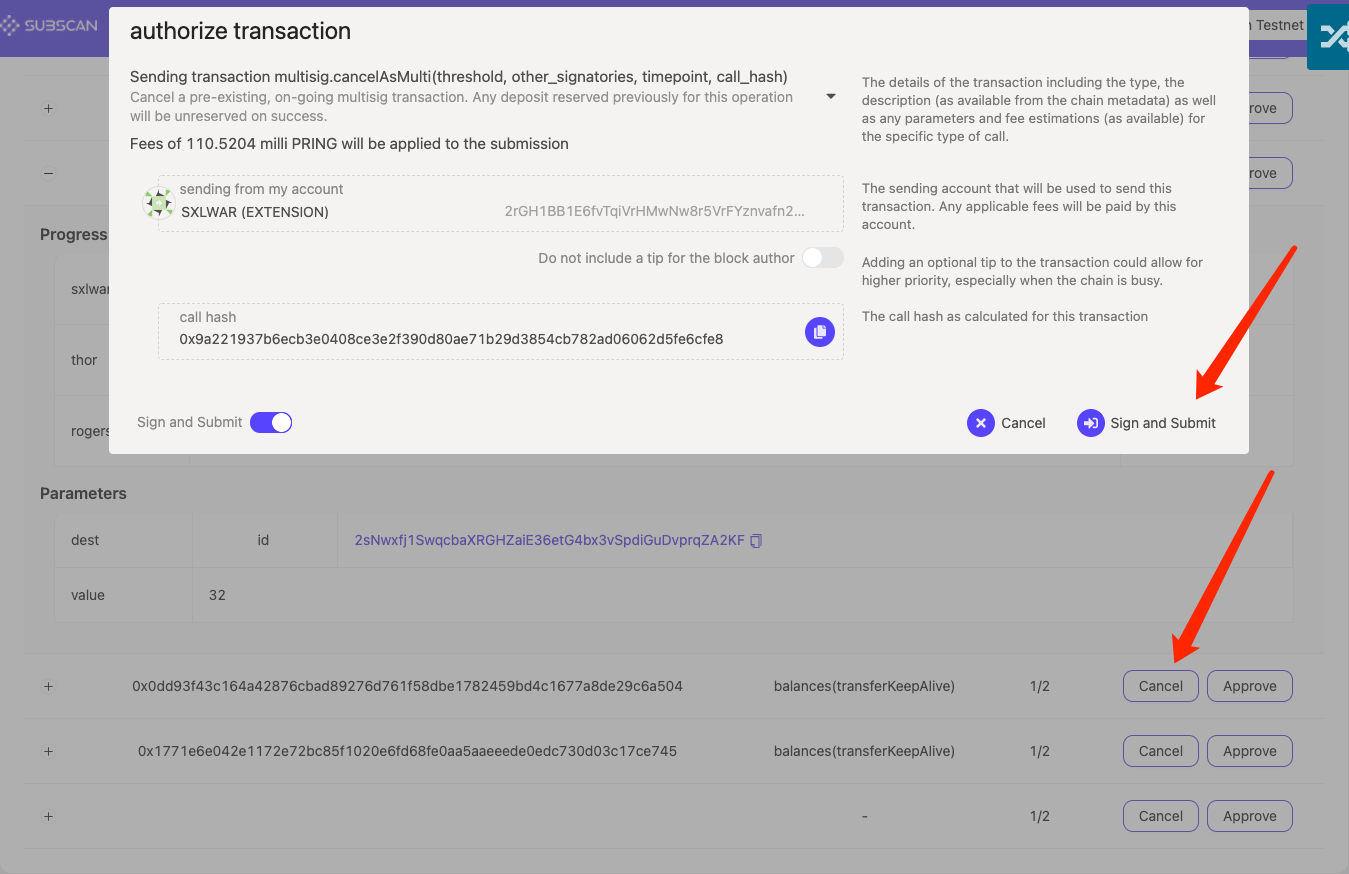 SUBSCAN
Testnet
authorize transaction
Sending transaction multisig.cancelAsMulti(threshold, other_signatories, timepoint, call_hash)
Cancel a pre-existing, on-going multisig transaction. Any deposit reserved previously for this operation
will be unreserved on success.
Fees of 110.5204 milli PRING will be applied to the submission
The details of the transaction including the type, the
description (as available from the chain metadata) as well
as any parameters and fee estimations (as available) for
the specific type of call.
rove
rove
sending from my account
SXLWAR (EXTENSION)
2rGH1BB1E6fvTqiVrHMwNw8r5VrFYznvafn2...
The sending account that will be used to send this
transaction. Any applicable fees will be paid by this
account.
Progress
Do not include a tip for the block author
Adding an optional tip to the transaction could allow for
higher priority, especially when the chain is busy.
sxlwar
call hash
0x9a221937b6ecb3e0408ce3e2f390d80ae71b29d3854cb782ad06062d5fe6cfe8
The call hash as calculated for this transaction
thor
rogers
Sign and Submit
Cancel
Sign and Submit
Parameters
dest id 2sNwxfj1SwqcbaXRGHZaiE36etG4bx3vSpdiGuDvprqZA2KF
value 32
+ 0x0dd93f43c164a42876cbad89276d761f58dbe1782459bd4c1677a8de29c6a504 balances(transferKeepAlive) 1/2 Cancel Approve
+ 0x1771e6e042e1172e72bc85f1020e6fd68fe0aa5aaeeede0edc730d03c17ce745 balances(transferKeepAlive) 1/2 Cancel Approve
+ - 1/2 Cancel Approve